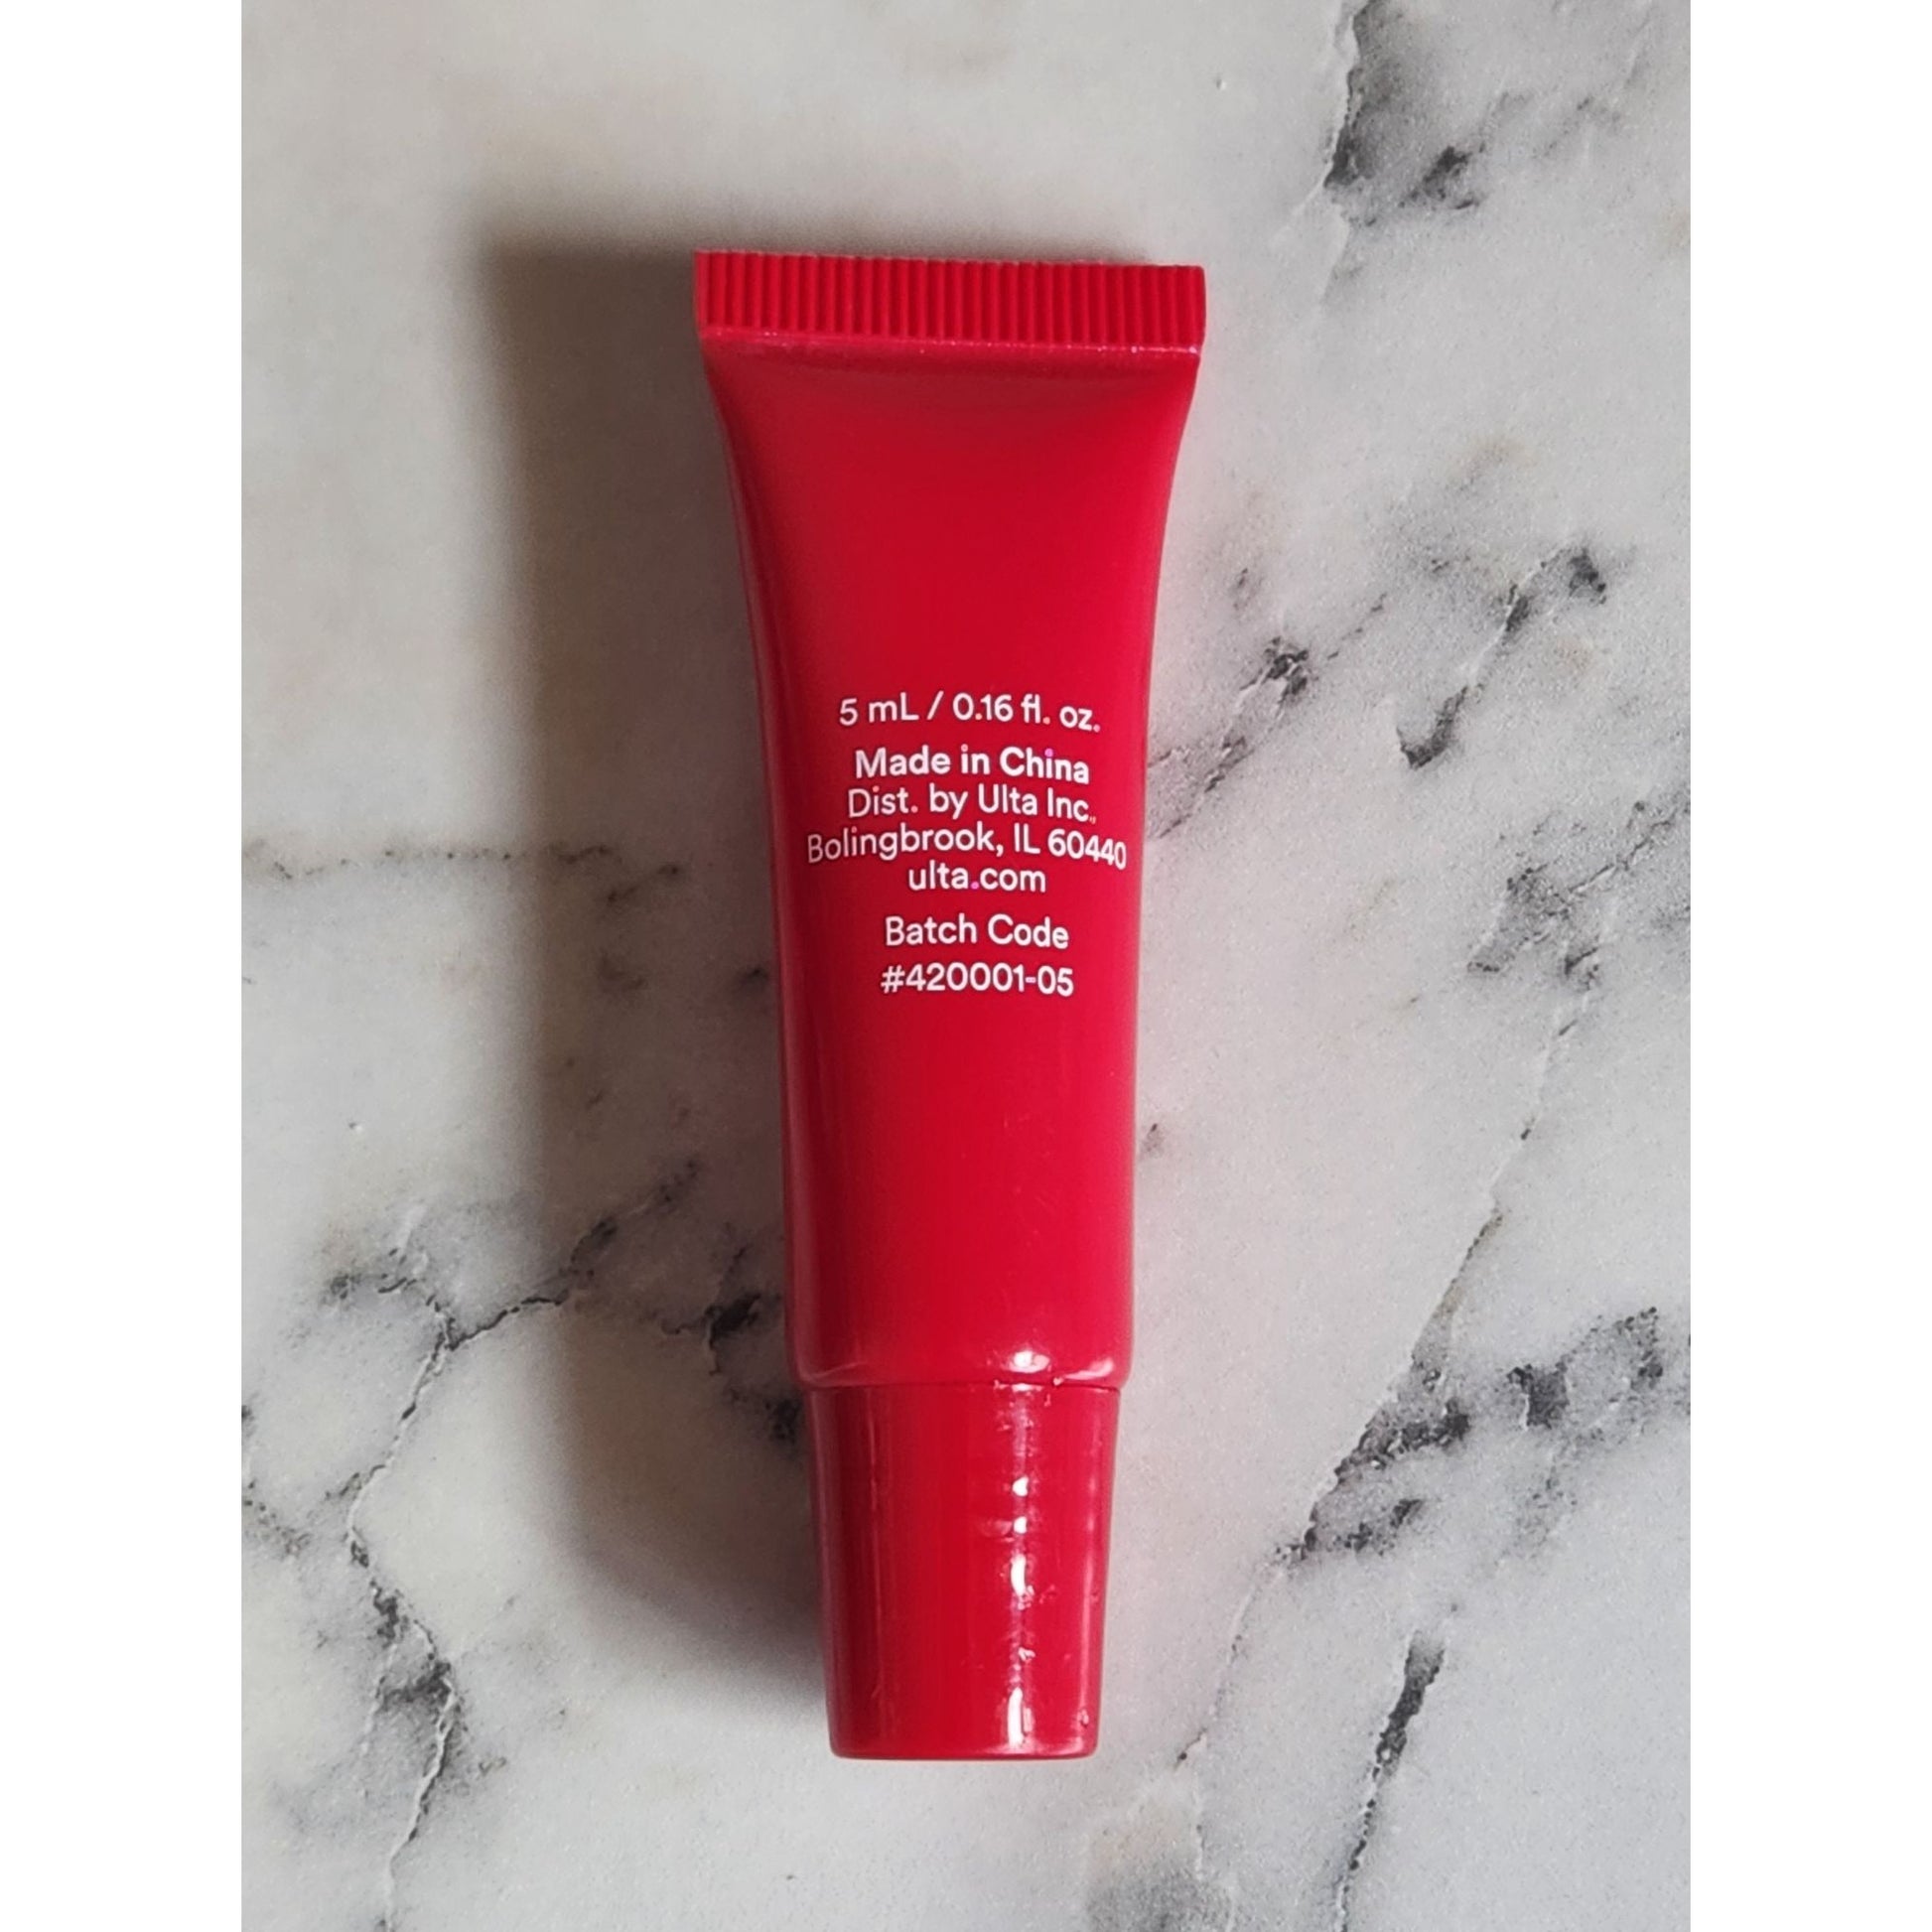 5 mL / 0.16 fl. oz.
Made in China
Dist. by Ulta Inc.,
Bolingbrook, IL 60440
ulta.com
Batch Code
#420001-05